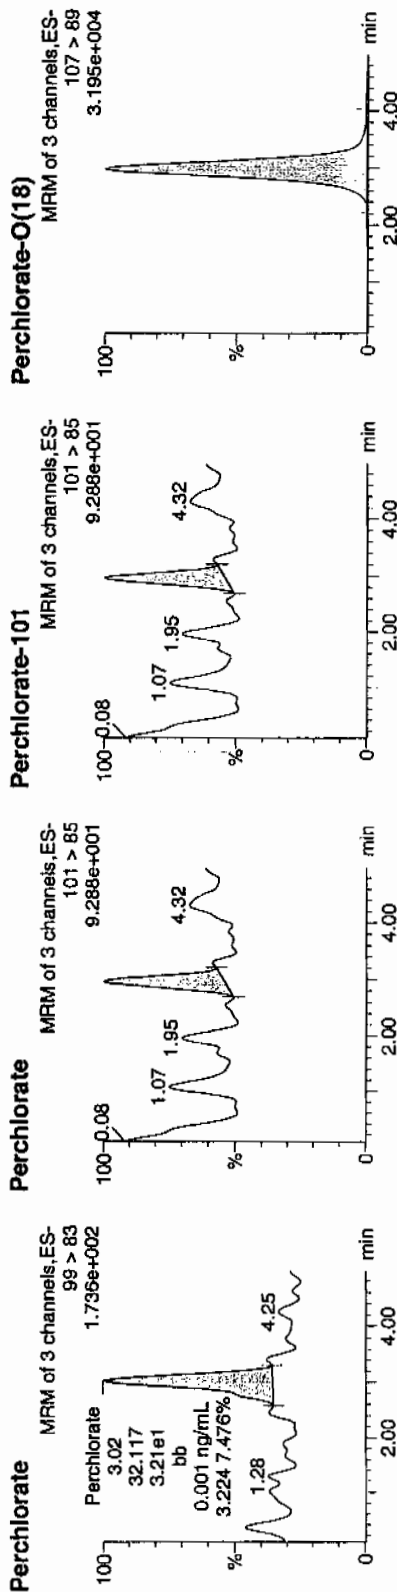 Perchlorate
MRM of 3 channels,ES-
99 > 83
1.736e+002
Perchlorate
3.02
32.117
3.21e1
bb
0.001 ng/mL
3.224 7.476%
1.28
4.25
100
%
0
2.00
4.00
min
Perchlorate
MRM of 3 channels,ES-
101 > 85
9.288e+001
0.08
1.07
1.95
4.32
100
%
0
2.00
4.00
min
Perchlorate-101
MRM of 3 channels,ES-
101 > 85
9.288e+001
0.08
1.07
1.95
4.32
100
%
0
2.00
4.00
min
Perchlorate-O(18)
MRM of 3 channels,ES-
107 > 89
3.195e+004
100
%
0
2.00
4.00
min